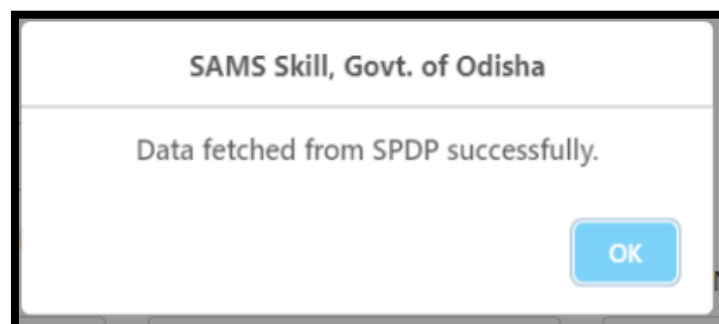 SAMS Skill, Govt. of Odisha
Data fetched from SPDP successfully.
OK